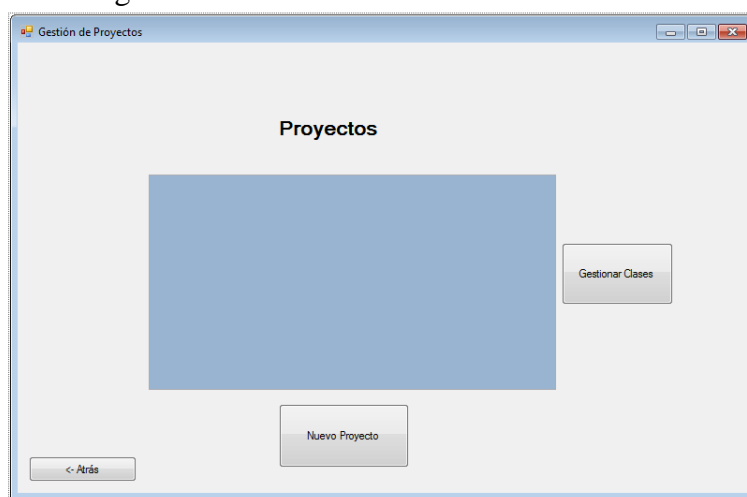 Gestión de Proyectos
Proyectos
Gestionar Clases
Nuevo Proyecto
<- Atrás